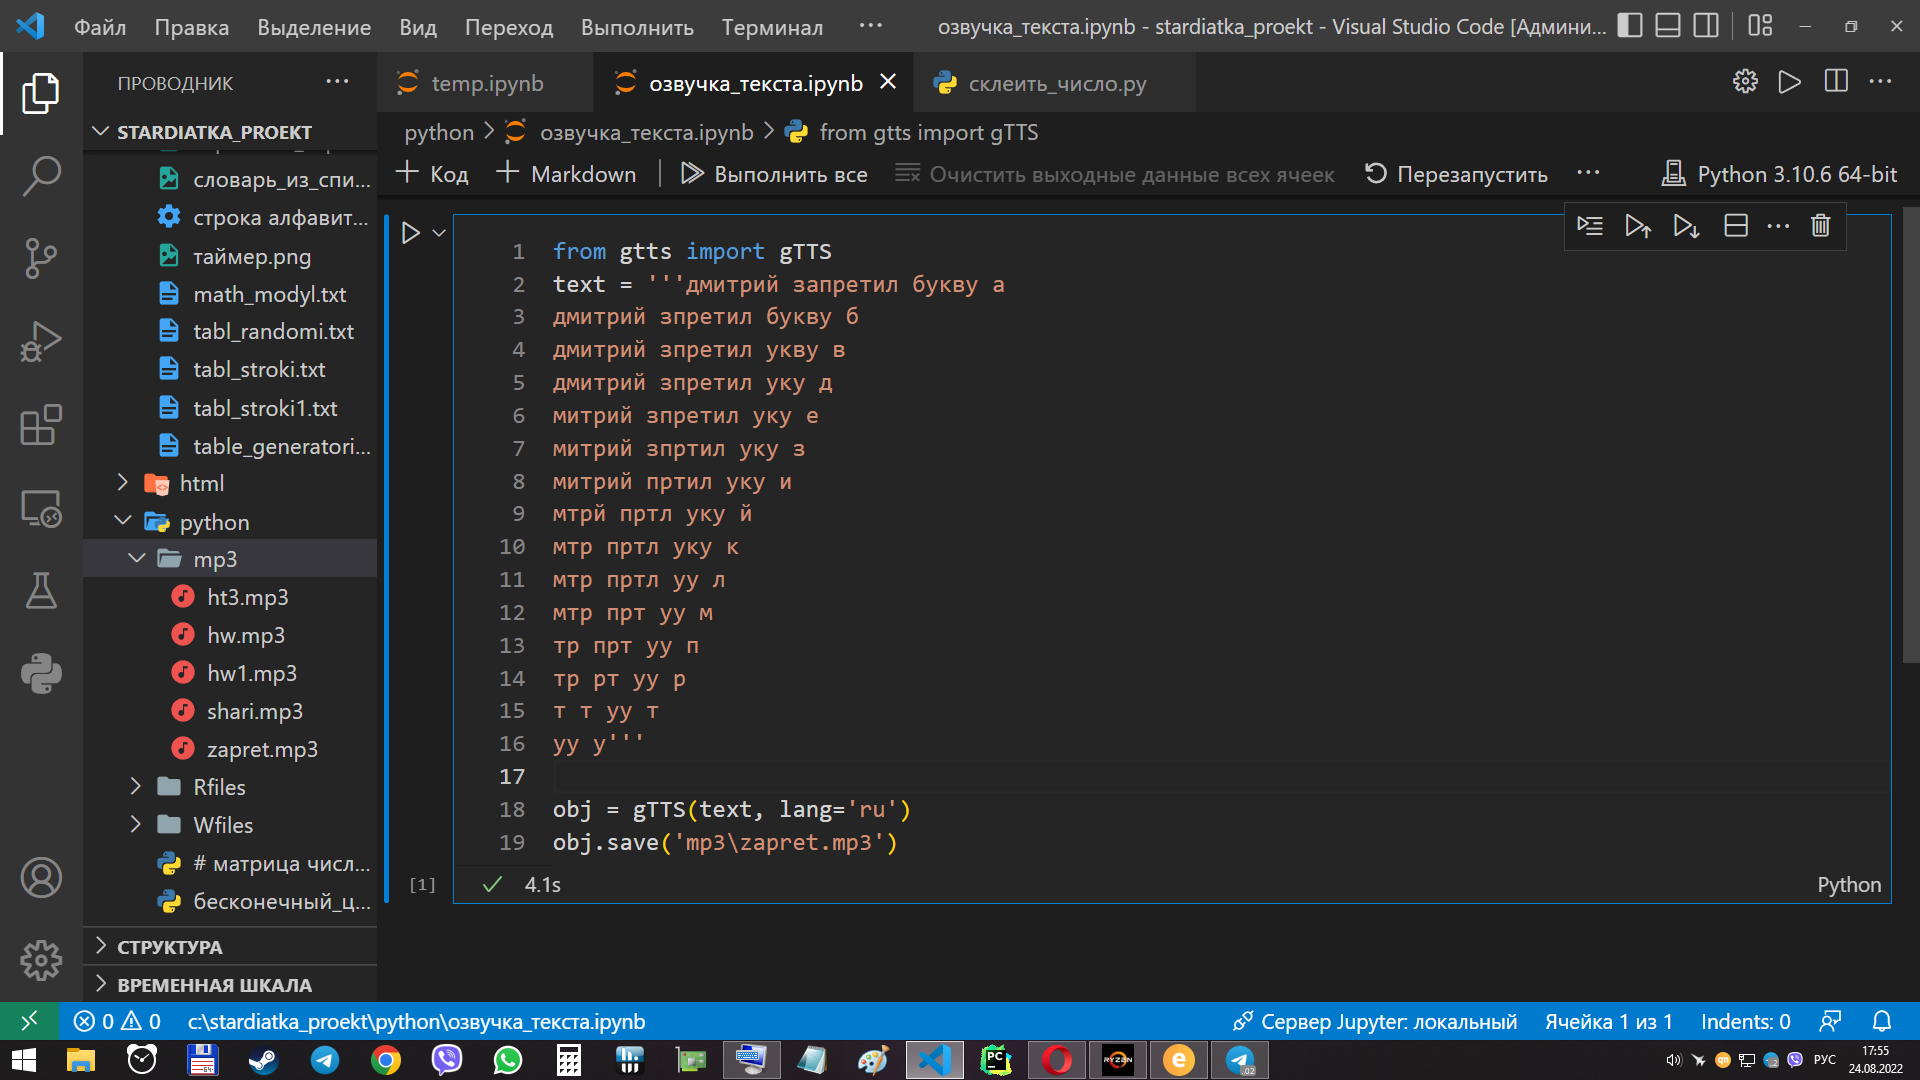 Файл Правка Выделение Вид Переход Выполнить Терминал ··· озвучка_текста.ipynb - stardiatka_proekt - Visual Studio Code [Админи...
ПРОВОДНИК ···
temp.ipynb озвучка_текста.ipynb склеить_число.py
STARDIATKA_PROEKT
python > озвучка_текста.ipynb > from gtts import gTTS
+ Код + Markdown Выполнить все Очистить выходные данные всех ячеек Перезапустить ··· Python 3.10.6 64-bit
словарь_из_спи...
строка алфавит...
таймер.png
math_modyl.txt
tabl_randomi.txt
tabl_stroki.txt
tabl_stroki1.txt
table_generatori...
html
python
mp3
ht3.mp3
hw.mp3
hw1.mp3
shari.mp3
zapret.mp3
Rfiles
Wfiles
# матрица числ...
бесконечный_ц...
СТРУКТУРА
ВРЕМЕННАЯ ШКАЛА
1 from gtts import gTTS
2 text = '''дмитрий запретил букву а
3 дмитрий зпретил букву б
4 дмитрий зпретил укву в
5 дмитрий зпретил уку д
6 митрий зпретил уку е
7 митрий зпртил уку з
8 митрий пртил уку и
9 мтрй пртл уку й
10 мтр пртл уку к
11 мтр пртл уу л
12 мтр прт уу м
13 тр прт уу п
14 тр рт уу р
15 т т уу т
16 уу у'''
17
18 obj = gTTS(text, lang='ru')
19 obj.save('mp3\zapret.mp3')
[1] 4.1s Python
0 0 c:\stardiatka_proekt\python\озвучка_текста.ipynb Сервер Jupyter: локальный Ячейка 1 из 1 Indents: 0
РУС 17:55
24.08.2022